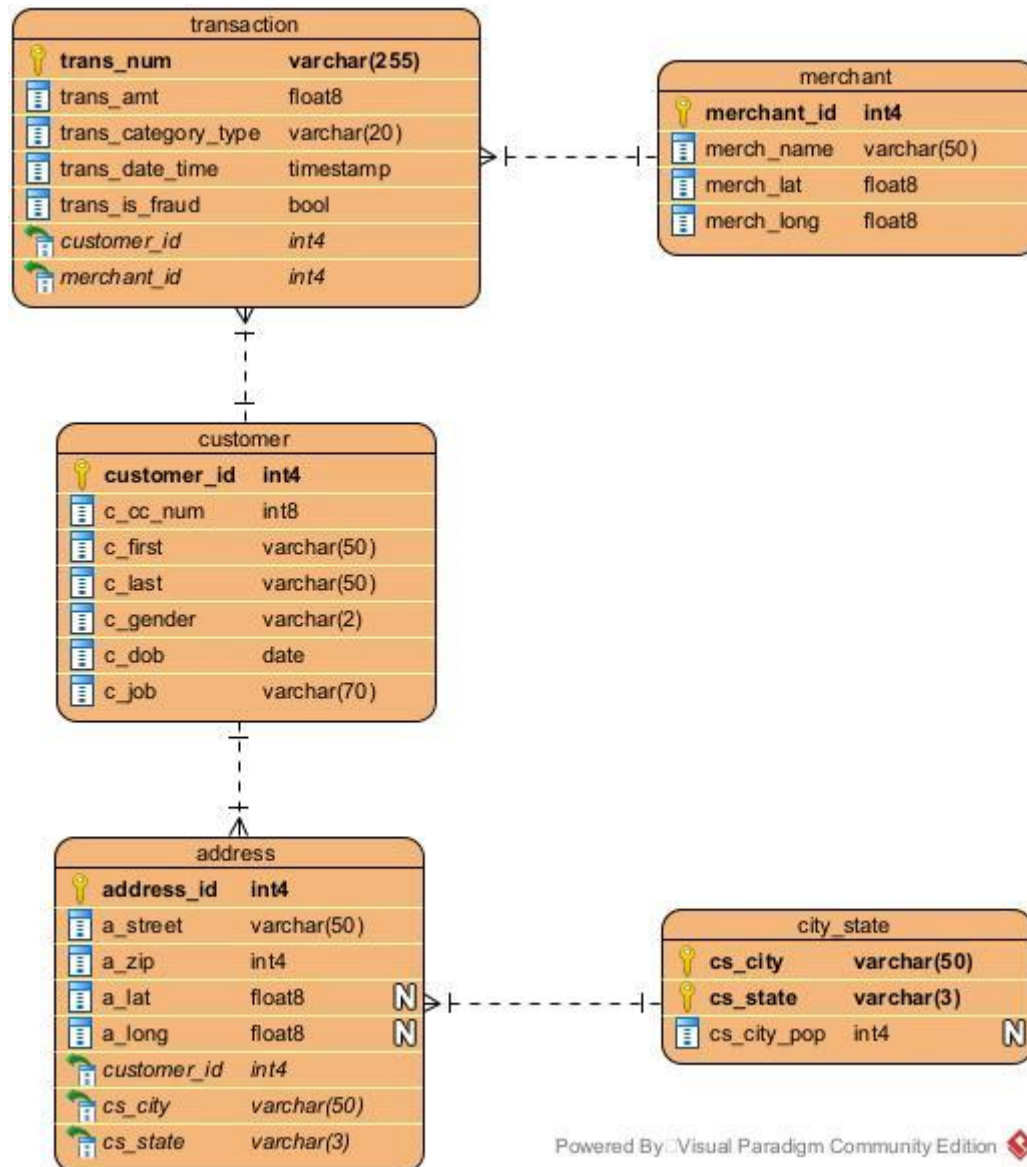 transaction
trans_num varchar(255)
trans_amt float8
trans_category_type varchar(20)
trans_date_time timestamp
trans_is_fraud bool
customer_id int4
merchant_id int4
merchant
merchant_id int4
merch_name varchar(50)
merch_lat float8
merch_long float8
customer
customer_id int4
c_cc_num int8
c_first varchar(50)
c_last varchar(50)
c_gender varchar(2)
c_dob date
c_job varchar(70)
address
address_id int4
a_street varchar(50)
a_zip int4
a_lat float8 N
a_long float8 N
customer_id int4
cs_city varchar(50)
cs_state varchar(3)
city_state
cs_city varchar(50)
cs_state varchar(3)
cs_city_pop int4 N
Powered By Visual Paradigm Community Edition